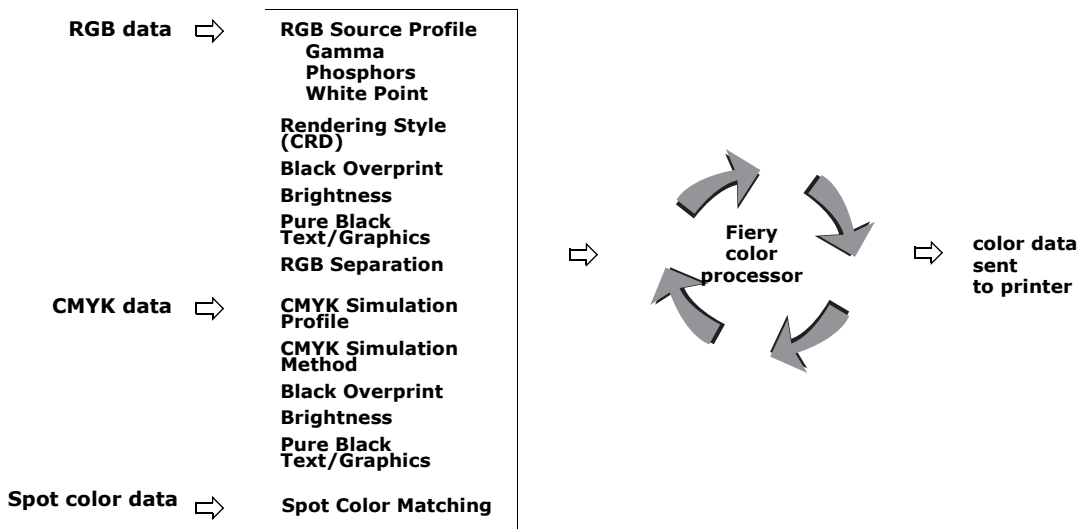 RGB data
RGB Source Profile
Gamma
Phosphors
White Point
Rendering Style
(CRD)
Black Overprint
Brightness
Pure Black
Text/Graphics
RGB Separation
CMYK data
CMYK Simulation
Profile
CMYK Simulation
Method
Black Overprint
Brightness
Pure Black
Text/Graphics
Spot color data
Spot Color Matching
Fiery
color
processor
color data
sent
to printer